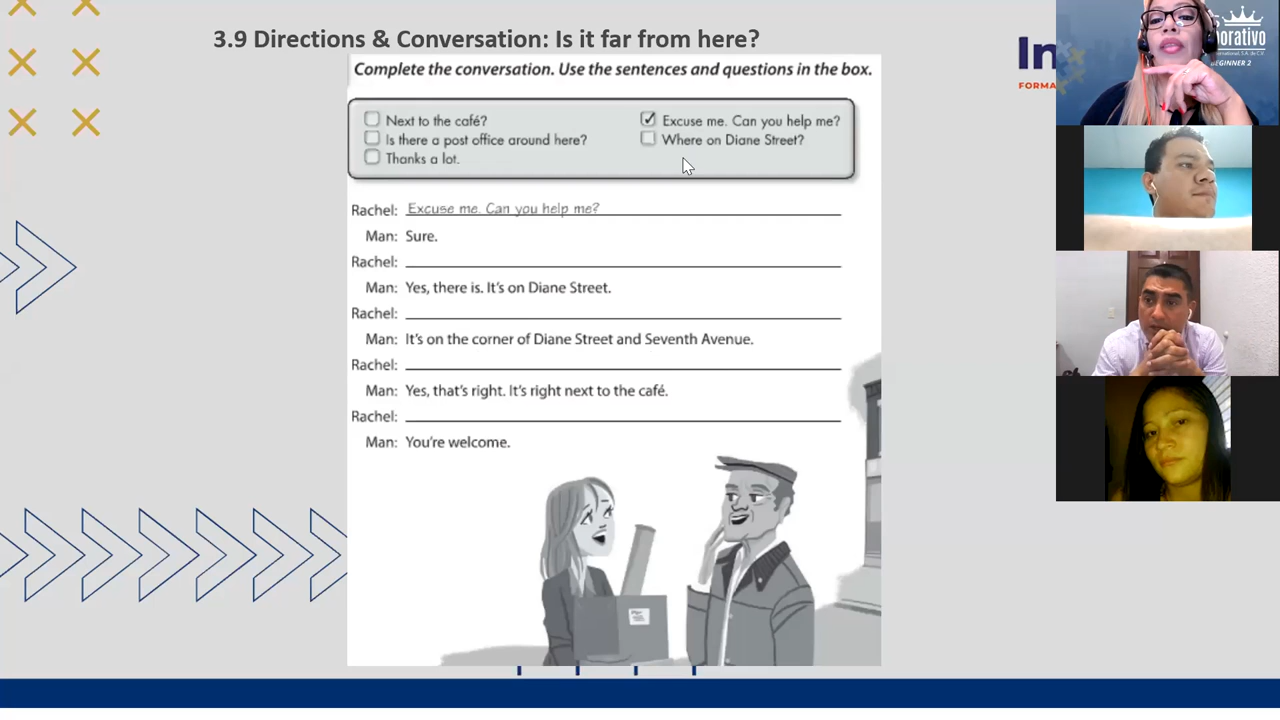 3.9 Directions & Conversation: Is it far from here?
Complete the conversation. Use the sentences and questions in the box.
Next to the café?
Is there a post office around here?
Thanks a lot.
Excuse me. Can you help me?
Where on Diane Street?
Rachel: Excuse me. Can you help me?
Man: Sure.
Rachel:
Man: Yes, there is. It's on Diane Street.
Rachel:
Man: It's on the corner of Diane Street and Seventh Avenue.
Rachel:
Man: Yes, that's right. It's right next to the café.
Rachel:
Man: You're welcome.
In
FORMA
orativo
EGINNER 2